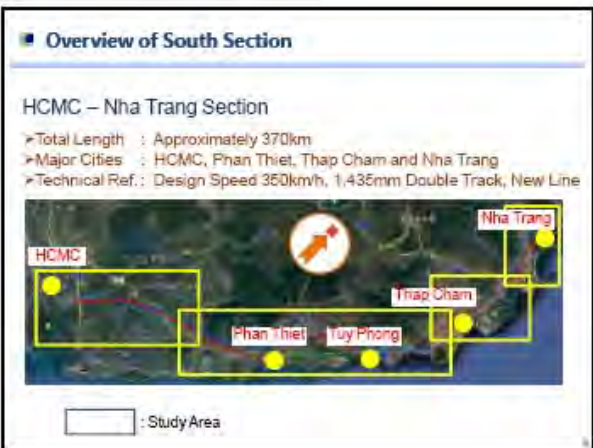 Overview of South Section
HCMC – Nha Trang Section
➢Total Length : Approximately 370km
➢Major Cities : HCMC, Phan Thiet, Thap Cham and Nha Trang
➢Technical Ref.: Design Speed 350km/h, 1,435mm Double Track, New Line
Nha Trang
HCMC
Thap Cham
Phan Thiet
Tuy Phong
: Study Area